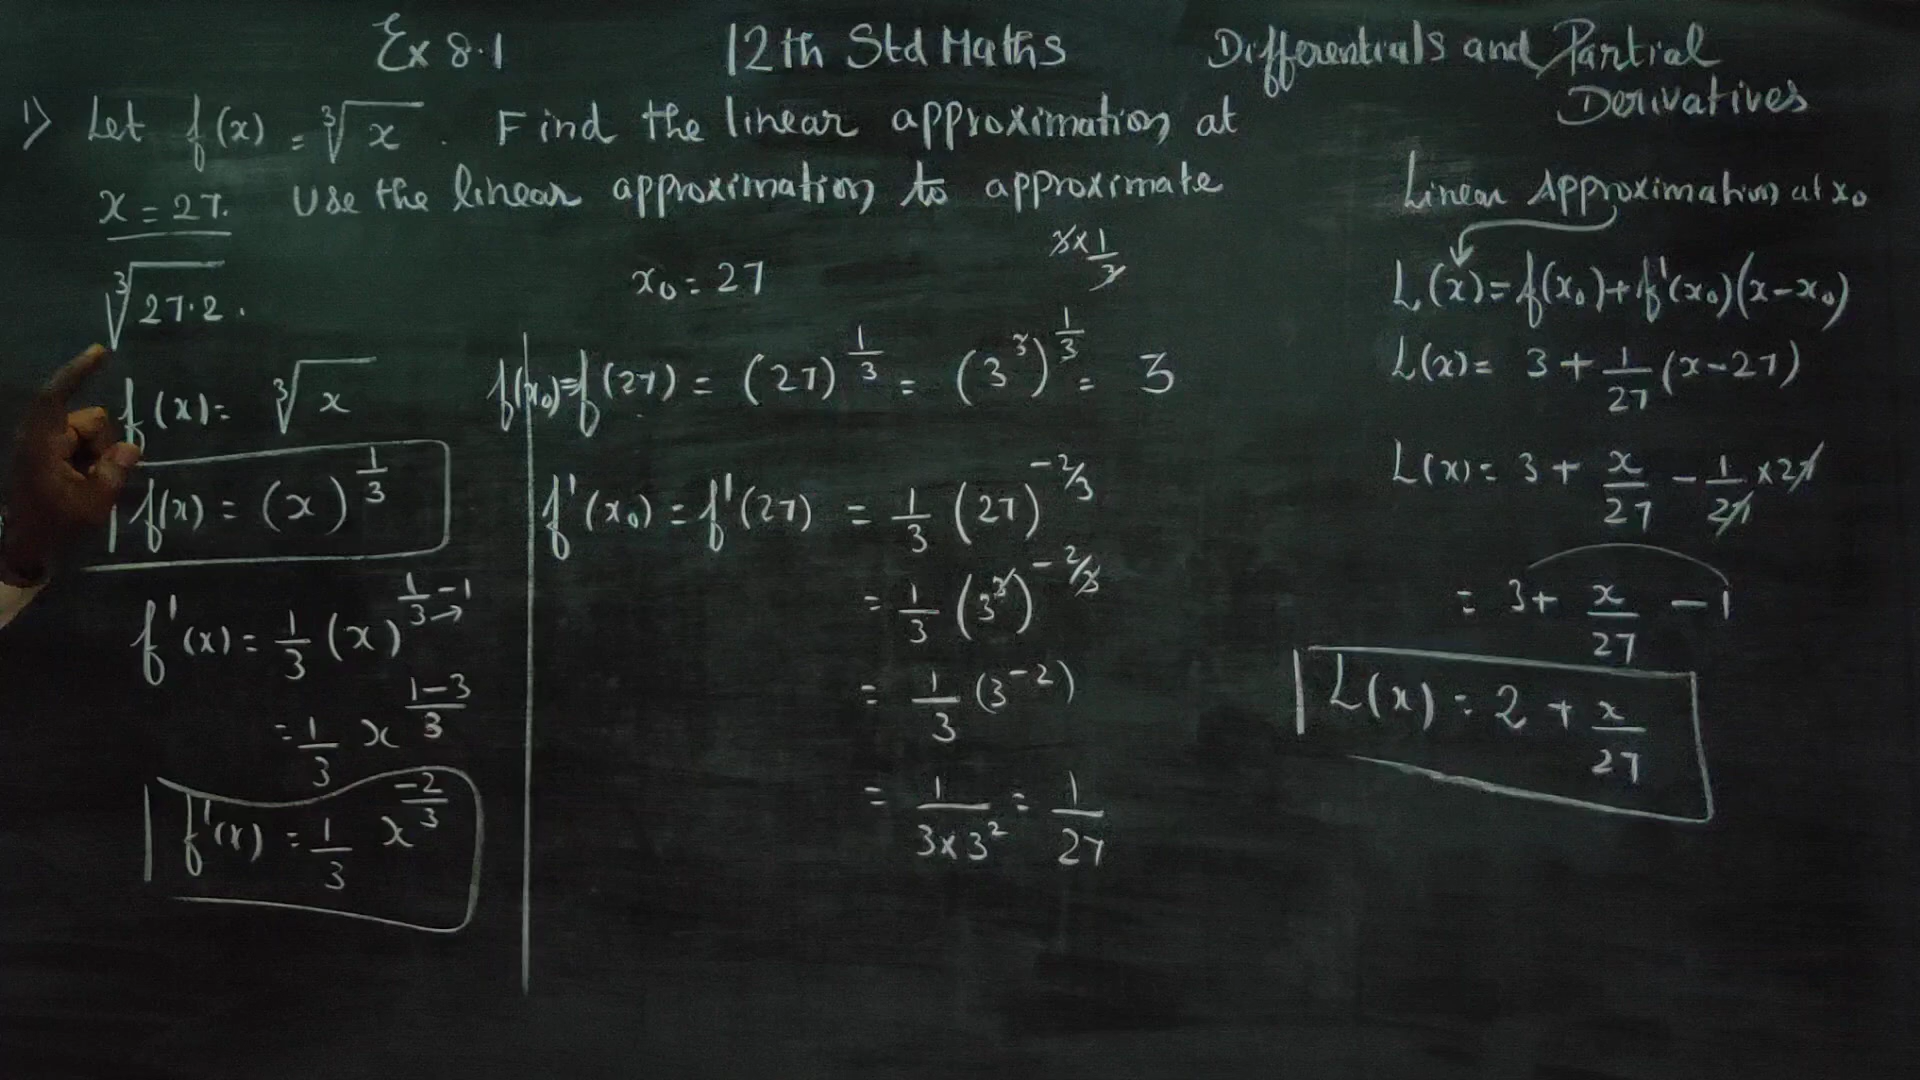 Ex 8.1 12th Std Maths Differentials and Partial Derivatives
1) Let f(x) = ∛x. Find the linear approximation at
x = 27. Use the linear approximation to approximate
∛27.2.
f(x) = ∛x
f(x) = (x)^(1/3)
f'(x) = 1/3 (x)^(1/3 - 1)
= 1/3 x^((1-3)/3)
f'(x) = 1/3 x^(-2/3)
x₀ = 27
3 × 1/3
f(x₀) = f(27) = (27)^(1/3) = (3³)^(1/3) = 3
f'(x₀) = f'(27) = 1/3 (27)^(-2/3)
= 1/3 (3³)^(-2/3)
= 1/3 (3^(-2))
= 1/(3×3²) = 1/27
Linear Approximation at x₀
L(x) = f(x₀) + f'(x₀)(x - x₀)
L(x) = 3 + 1/27 (x - 27)
L(x) = 3 + x/27 - 1/27 × 27
= 3 + x/27 - 1
L(x) = 2 + x/27